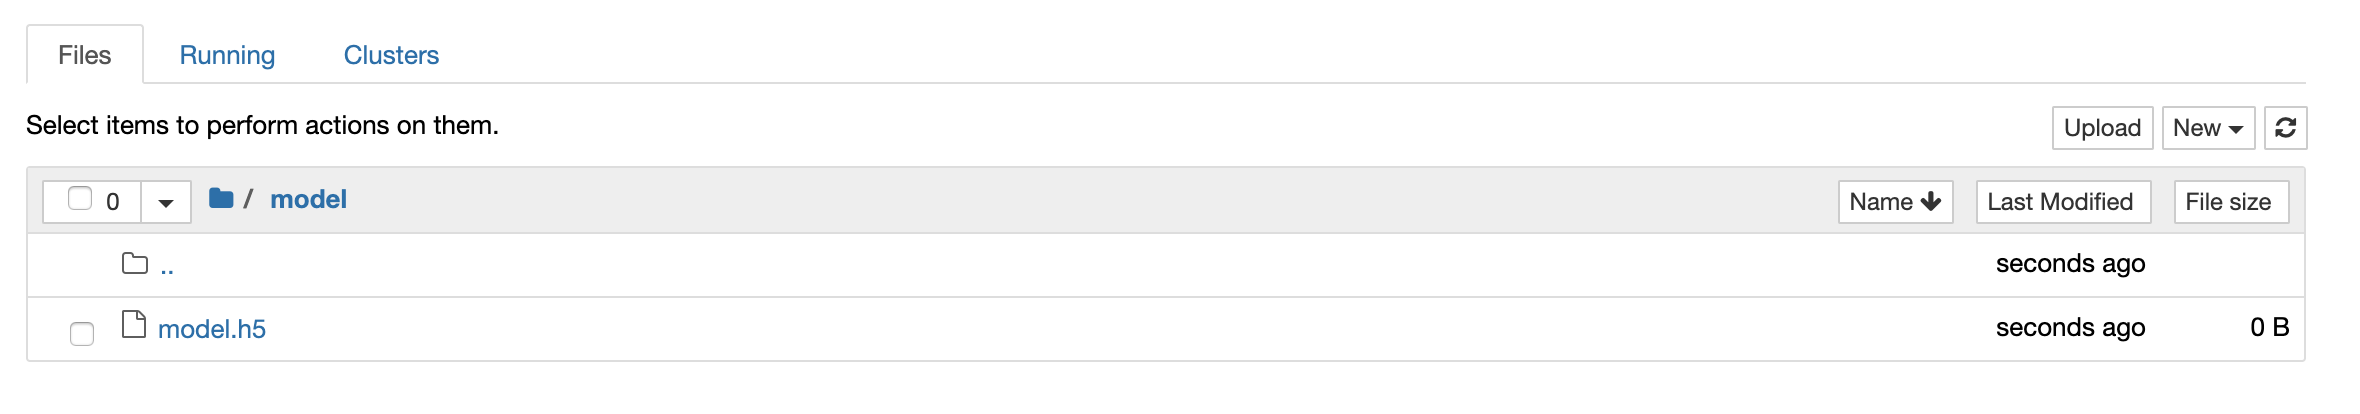 Files Running Clusters
Select items to perform actions on them.
Upload New
0 / model Name Last Modified File size
.. seconds ago
model.h5 seconds ago 0 B